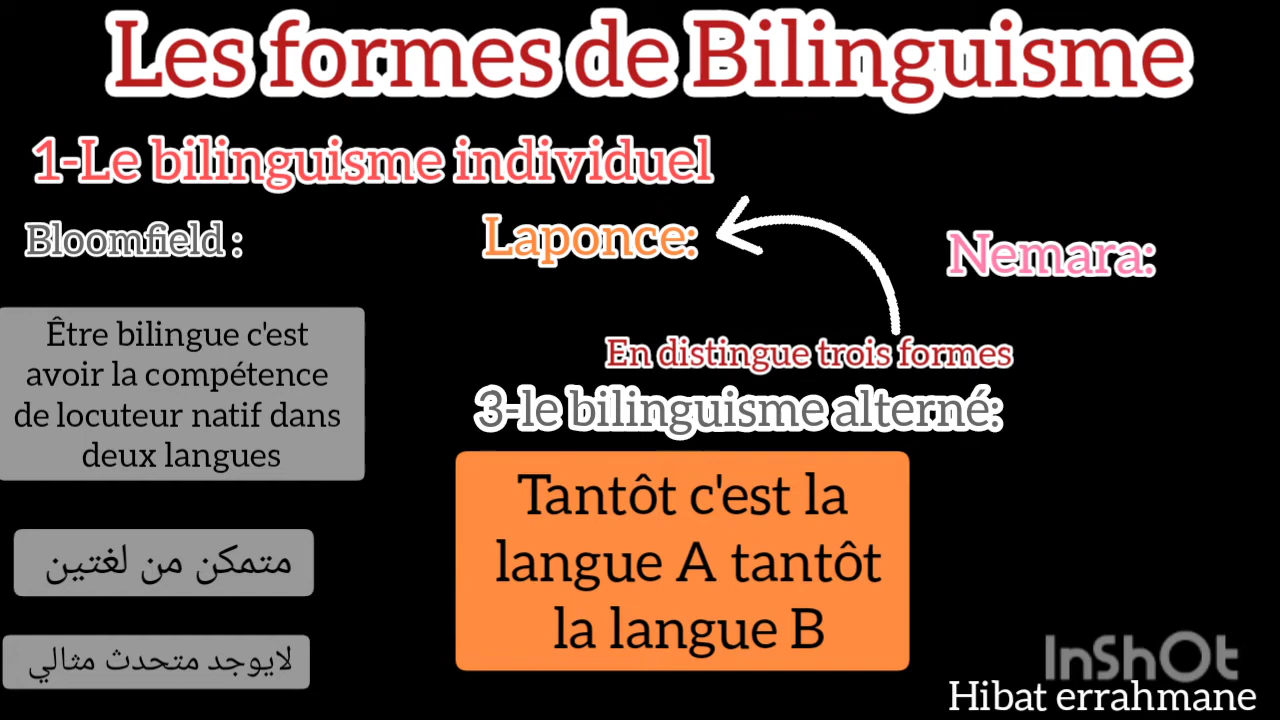 Les formes de Bilinguisme
1-Le bilinguisme individuel
Bloomfield :
Être bilingue c'est
avoir la compétence
de locuteur natif dans
deux langues
متمكن من لغتين
لايوجد متحدث مثالي
Laponce:
En distingue trois formes
3-le bilinguisme alterné:
Tantôt c'est la
langue A tantôt
la langue B
Nemara:
InShOt
Hibat errahmane